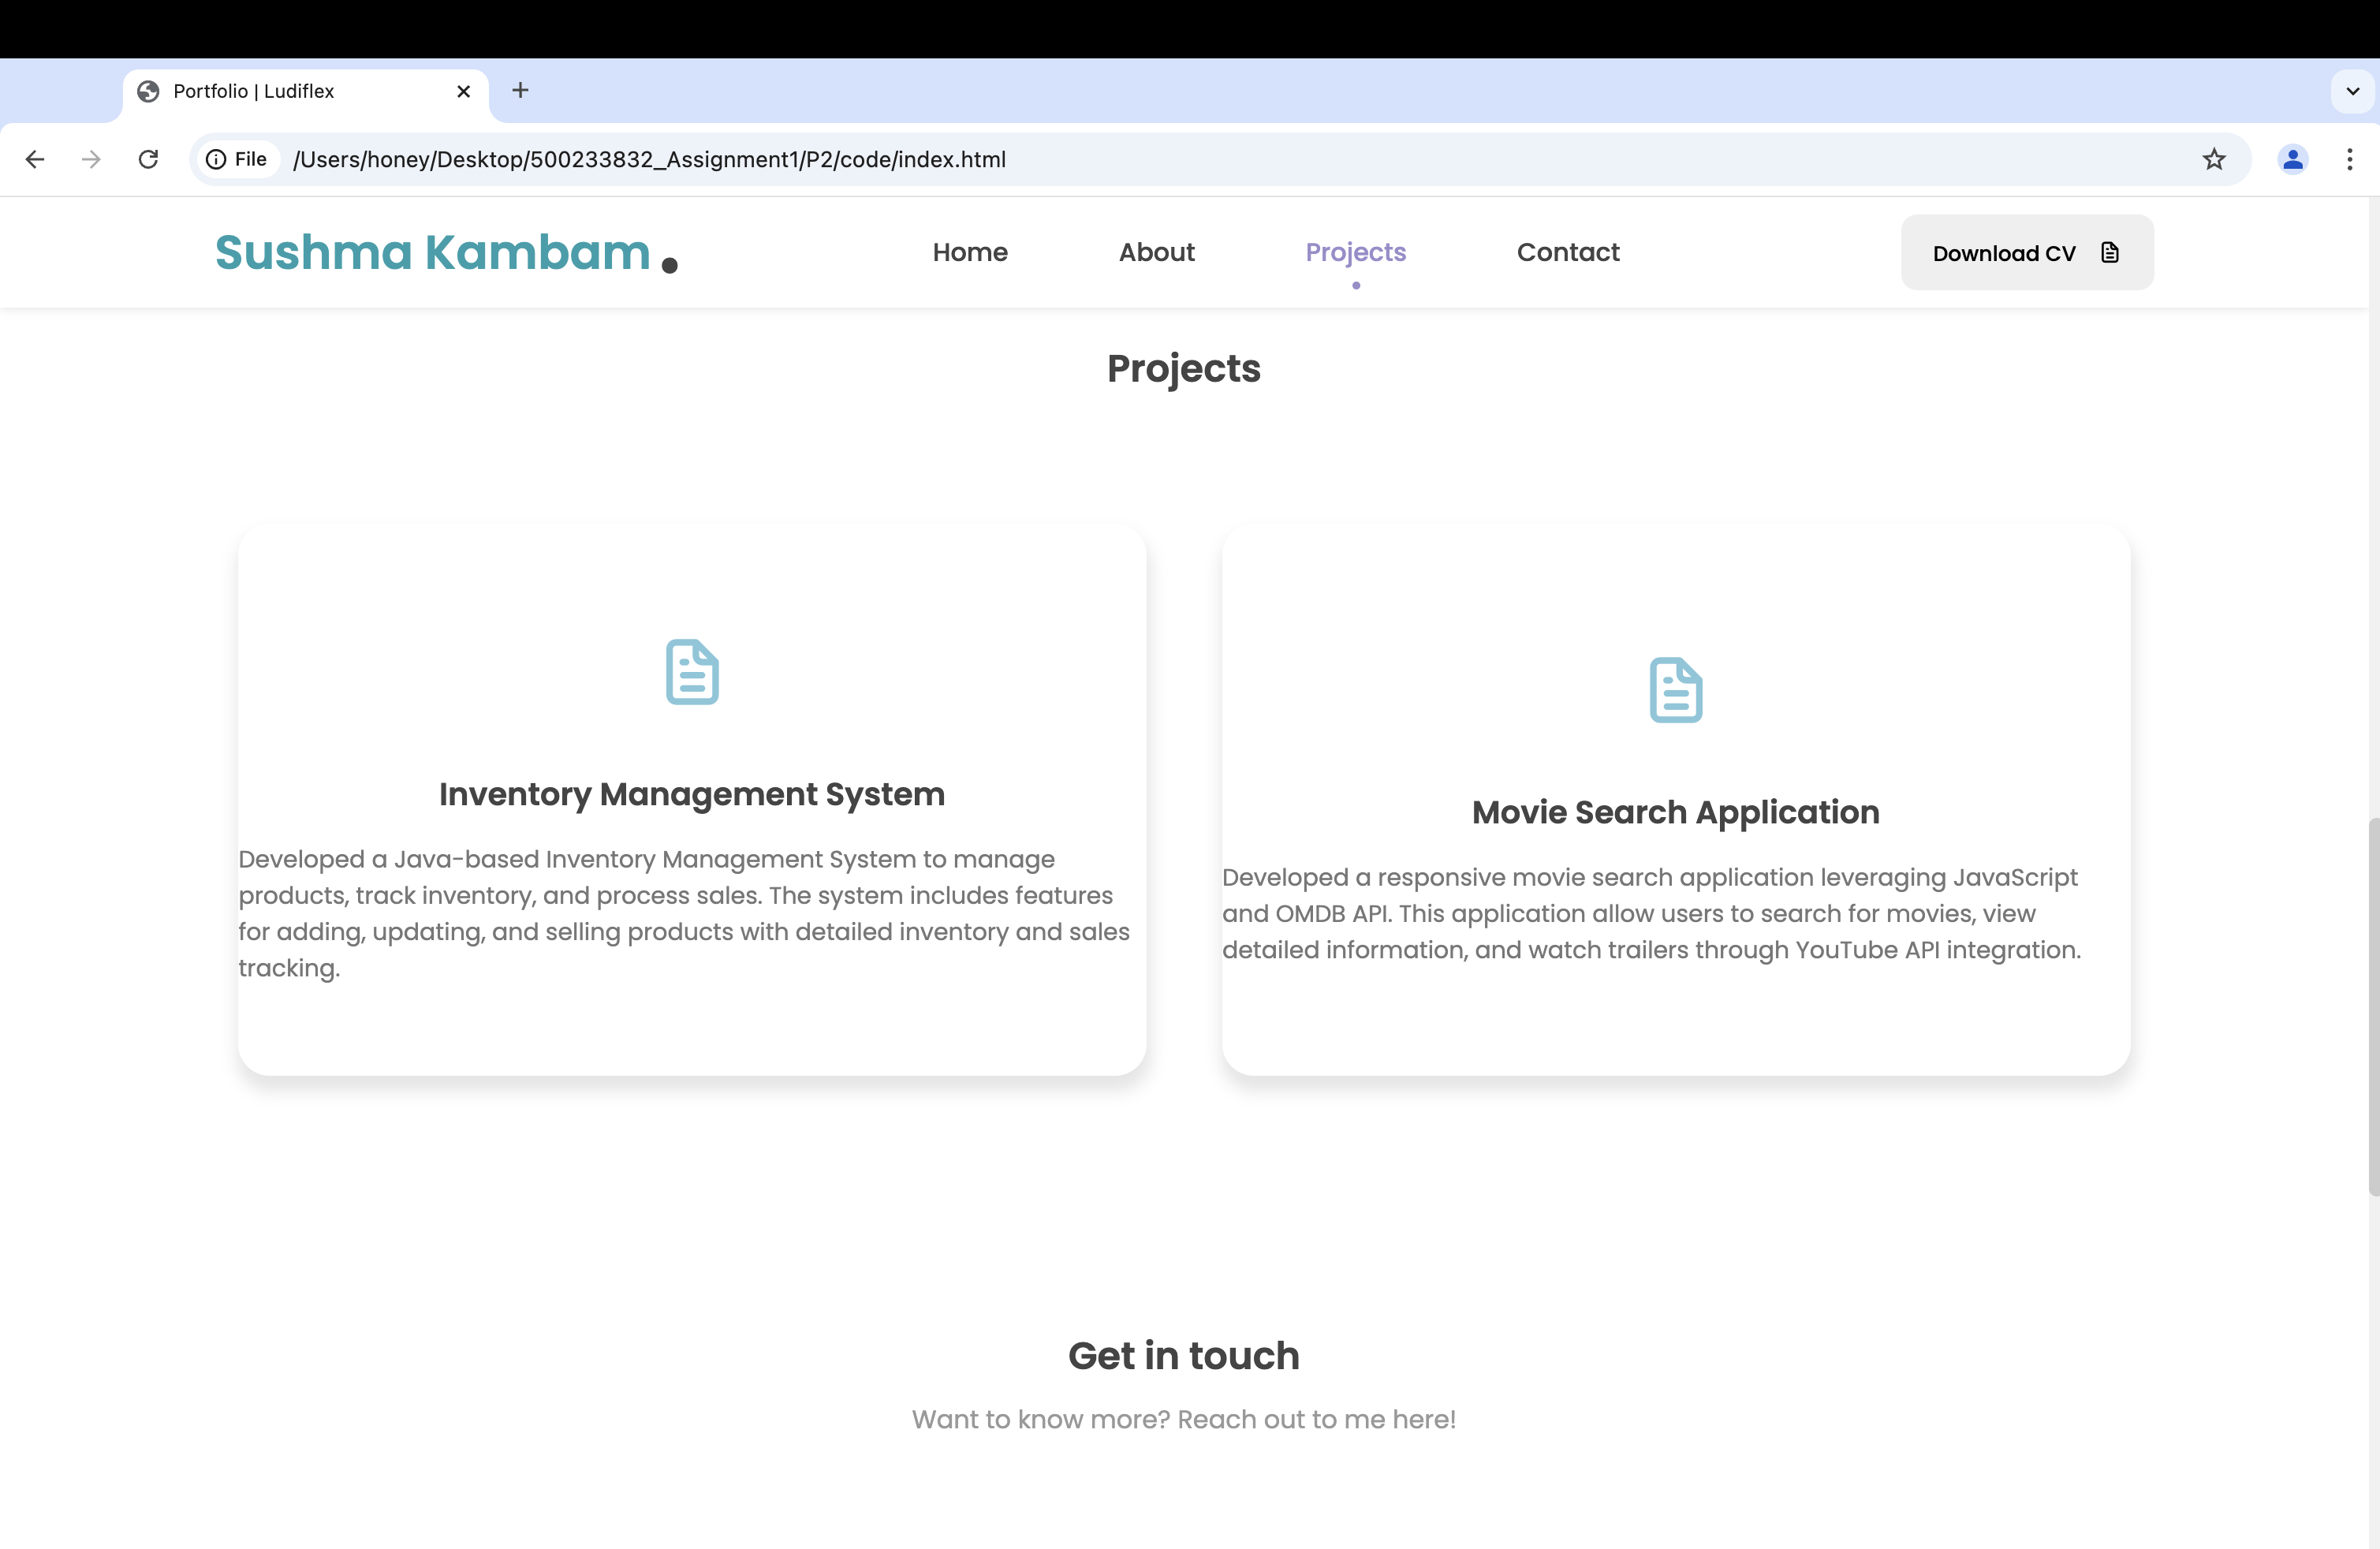 Portfolio | Ludiflex
File /Users/honey/Desktop/500233832_Assignment1/P2/code/index.html
Sushma Kambam . Home About Projects Contact Download CV
Projects
Inventory Management System
Developed a Java-based Inventory Management System to manage
products, track inventory, and process sales. The system includes features
for adding, updating, and selling products with detailed inventory and sales
tracking.
Movie Search Application
Developed a responsive movie search application leveraging JavaScript
and OMDB API. This application allow users to search for movies, view
detailed information, and watch trailers through YouTube API integration.
Get in touch
Want to know more? Reach out to me here!